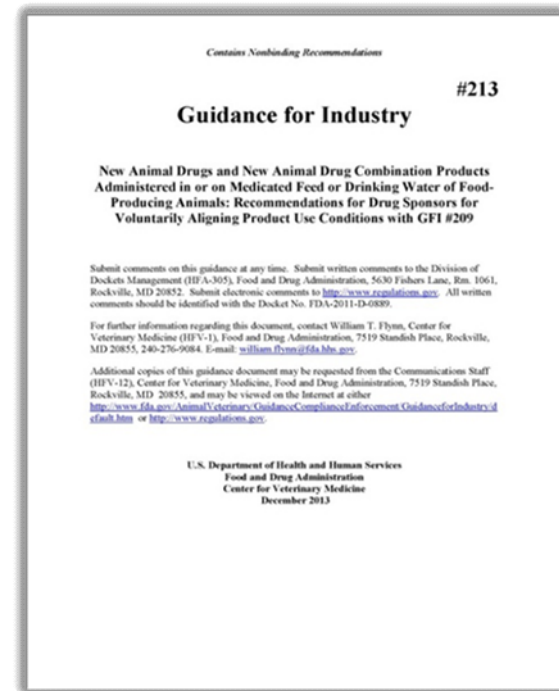 Contains Nonbinding Recommendations
#213
Guidance for Industry
New Animal Drugs and New Animal Drug Combination Products
Administered in or on Medicated Feed or Drinking Water of Food-
Producing Animals: Recommendations for Drug Sponsors for
Voluntarily Aligning Product Use Conditions with GFI #209
Submit comments on this guidance at any time. Submit written comments to the Division of
Dockets Management (HFA-305), Food and Drug Administration, 5630 Fishers Lane, Rm. 1061,
Rockville, MD 20852. Submit electronic comments to http://www.regulations.gov. All written
comments should be identified with the Docket No. FDA-2011-D-0889.
For further information regarding this document, contact William T. Flynn, Center for
Veterinary Medicine (HFV-1), Food and Drug Administration, 7519 Standish Place, Rockville,
MD 20855, 240-276-9084. E-mail: william.flynn@fda.hhs.gov.
Additional copies of this guidance document may be requested from the Communications Staff
(HFV-12), Center for Veterinary Medicine, Food and Drug Administration, 7519 Standish Place,
Rockville, MD 20855, and may be viewed on the Internet at either
http://www.fda.gov/AnimalVeterinary/GuidanceComplianceEnforcement/GuidanceforIndustry/d
efault.htm or http://www.regulations.gov.
U.S. Department of Health and Human Services
Food and Drug Administration
Center for Veterinary Medicine
December 2013